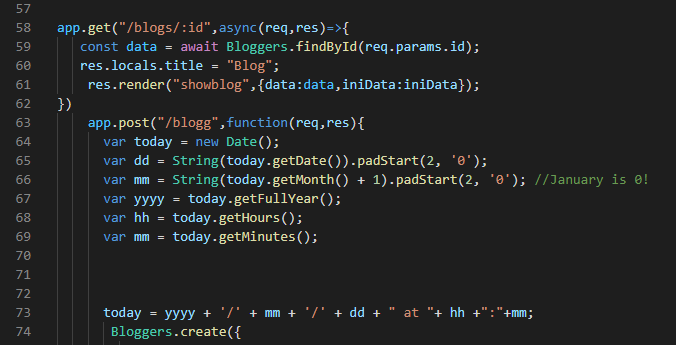 57
58 app.get("/blogs/:id",async(req,res)=>{
59 const data = await Bloggers.findById(req.params.id);
60 res.locals.title = "Blog";
61 res.render("showblog",{data:data,iniData:iniData});
62 })
63 app.post("/blogg",function(req,res){
64 var today = new Date();
65 var dd = String(today.getDate()).padStart(2, '0');
66 var mm = String(today.getMonth() + 1).padStart(2, '0'); //January is 0!
67 var yyyy = today.getFullYear();
68 var hh = today.getHours();
69 var mm = today.getMinutes();
70
71
72
73 today = yyyy + '/' + mm + '/' + dd + " at "+ hh +":"+mm;
74 Bloggers.create({